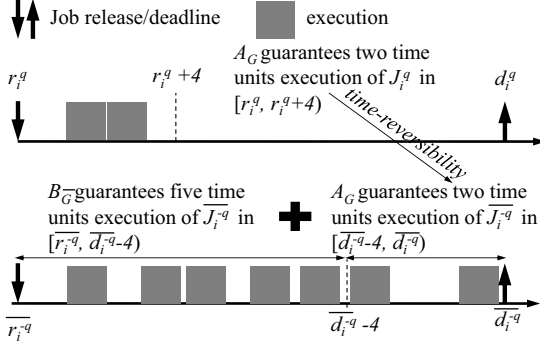 Job release/deadline execution
A_G guarantees two time
units execution of J_i^q in
[r_i^q, r_i^q+4)
r_i^q r_i^q+4 d_i^q
time-reversibility
B_G̅ guarantees five time
units execution of J̅_i^-q in
[r̅_i^-q, d̅_i^-q-4)
+
A_G guarantees two time
units execution of J̅_i^-q in
[d̅_i^-q-4, d̅_i^-q)
r̅_i^-q d̅_i^-q-4 d̅_i^-q